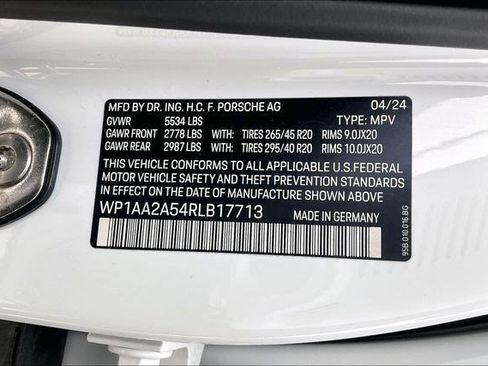 MFD BY DR. ING. H.C. F. PORSCHE AG 04/24
GVWR 5534 LBS TYPE: MPV
GAWR FRONT 2778 LBS WITH: TIRES 265/45 R20 RIMS 9.0JX20
GAWR REAR 2987 LBS WITH: TIRES 295/40 R20 RIMS 10.0JX20
THIS VEHICLE CONFORMS TO ALL APPLICABLE U.S.FEDERAL
MOTOR VEHICLE SAFETY AND THEFT PREVENTION STANDARDS
IN EFFECT ON THE DATE OF MANUFACTURE SHOWN ABOVE
WP1AA2A54RLB17713 MADE IN GERMANY
95B.010.016.BG